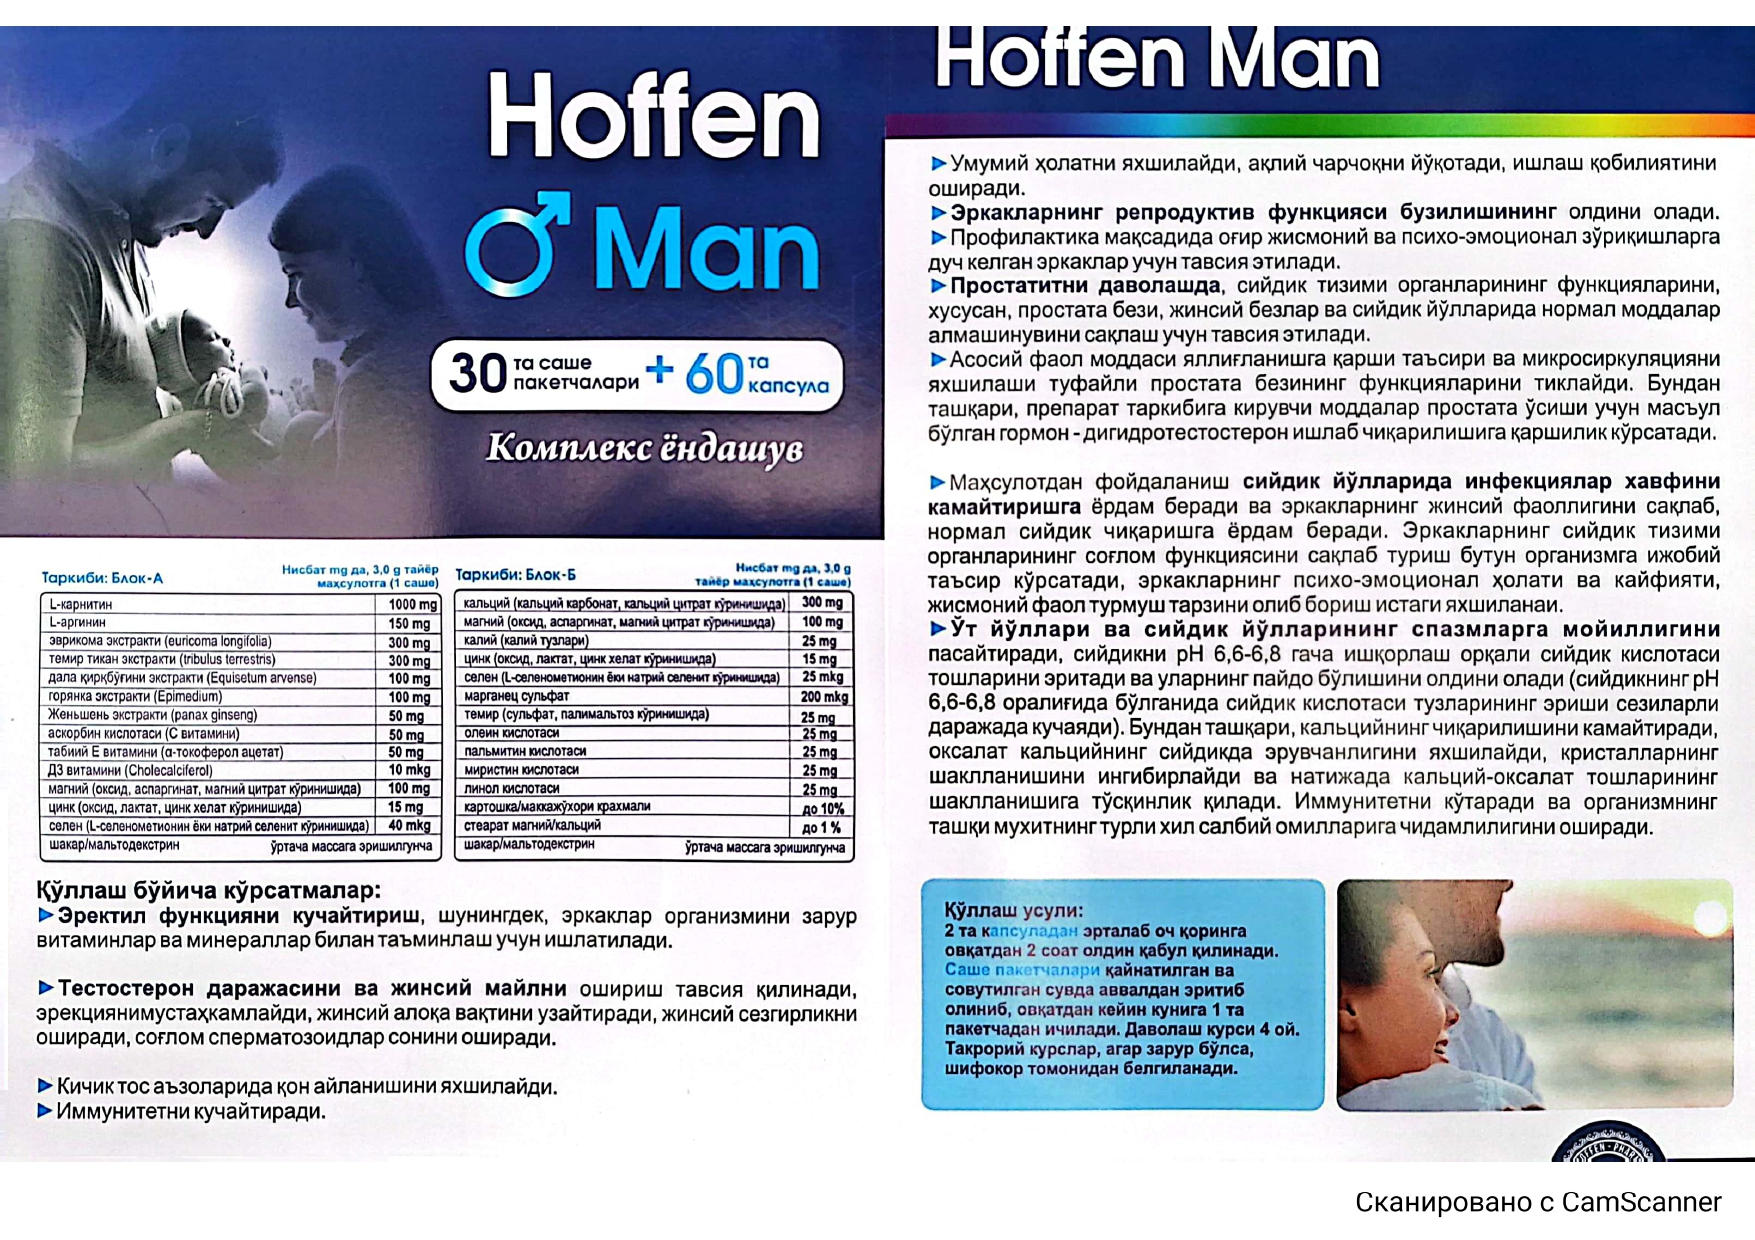 Hoffen
Man
30 та саше пакетчалари + 60 та капсула
Комплекс ёндашув
Таркиби: Блок-А
Нисбат mg да, 3,0 g тайёр
маҳсулотга (1 саше)
L-карнитин 1000 mg
L-аргинин 150 mg
эврикома экстракти (euricoma longifolia) 300 mg
темир тикан экстракти (tribulus terrestris) 300 mg
дала қирқбўғини экстракти (Equisetum arvense) 100 mg
горянка экстракти (Epimedium) 100 mg
Женьшень экстракти (panax ginseng) 50 mg
аскорбин кислотаси (С витамини) 50 mg
табиий Е витамини (α-токоферол ацетат) 50 mg
Д3 витамини (Cholecalciferol) 10 mkg
магний (оксид, аспаргинат, магний цитрат кўринишида) 100 mg
цинк (оксид, лактат, цинк хелат кўринишида) 15 mg
селен (L-селенометионин ёки натрий селенит кўринишида) 40 mkg
шакар/мальтодекстрин ўртача массага эришилгунча
Таркиби: Блок-Б
Нисбат mg да, 3,0 g
тайёр маҳсулотга (1 саше)
кальций (кальций карбонат, кальций цитрат кўринишида) 300 mg
магний (оксид, аспаргинат, магний цитрат кўринишида) 100 mg
калий (калий тузлари) 25 mg
цинк (оксид, лактат, цинк хелат кўринишида) 15 mg
селен (L-селенометионин ёки натрий селенит кўринишида) 25 mkg
марганец сульфат 200 mkg
темир (сульфат, палимальтоз кўринишида) 25 mg
олеин кислотаси 25 mg
пальмитин кислотаси 25 mg
миристин кислотаси 25 mg
линол кислотаси 25 mg
картошка/маккажўхори крахмали до 10%
стеарат магний/кальций до 1 %
шакар/мальтодекстрин ўртача массага эришилгунча
Қўллаш бўйича кўрсатмалар:
Эректил функцияни кучайтириш, шунингдек, эркаклар организмини зарур
витаминлар ва минераллар билан таъминлаш учун ишлатилади.
Тестостерон даражасини ва жинсий майлни ошириш тавсия қилинади,
эрекциянимустаҳкамлайди, жинсий алоқа вақтини узайтиради, жинсий сезгирликни
оширади, соғлом сперматозоидлар сонини оширади.
Кичик тос аъзоларида қон айланишини яхшилайди.
Иммунитетни кучайтиради.
Hoffen Man
Умумий ҳолатни яхшилайди, ақлий чарчоқни йўқотади, ишлаш қобилиятини
оширади.
Эркакларнинг репродуктив функцияси бузилишининг олдини олади.
Профилактика мақсадида оғир жисмоний ва психо-эмоционал зўриқишларга
дуч келган эркаклар учун тавсия этилади.
Простатитни даволашда, сийдик тизими органларининг функцияларини,
хусусан, простата бези, жинсий безлар ва сийдик йўлларида нормал моддалар
алмашинувини сақлаш учун тавсия этилади.
Асосий фаол моддаси яллиғланишга қарши таъсири ва микросиркуляцияни
яхшилаши туфайли простата безининг функцияларини тиклайди. Бундан
ташқари, препарат таркибига кирувчи моддалар простата ўсиши учун масъул
бўлган гормон - дигидротестостерон ишлаб чиқарилишига қаршилик кўрсатади.
Маҳсулотдан фойдаланиш сийдик йўлларида инфекциялар хавфини
камайтиришга ёрдам беради ва эркакларнинг жинсий фаоллигини сақлаб,
нормал сийдик чиқаришга ёрдам беради. Эркакларнинг сийдик тизими
органларининг соғлом функциясини сақлаб туриш бутун организмга ижобий
таъсир кўрсатади, эркакларнинг психо-эмоционал ҳолати ва кайфияти,
жисмоний фаол турмуш тарзини олиб бориш истаги яхшиланаи.
Ўт йўллари ва сийдик йўлларининг спазмларга мойиллигини
пасайтиради, сийдикни pH 6,6-6,8 гача ишқорлаш орқали сийдик кислотаси
тошларини эритади ва уларнинг пайдо бўлишини олдини олади (сийдикнинг pH
6,6-6,8 оралиғида бўлганида сийдик кислотаси тузларининг эриши сезиларли
даражада кучаяди). Бундан ташқари, кальцийнинг чиқарилишини камайтиради,
оксалат кальцийнинг сийдикда эрувчанлигини яхшилайди, кристалларнинг
шаклланишини ингибирлайди ва натижада кальций-оксалат тошларининг
шаклланишига тўсқинлик қилади. Иммунитетни кўтаради ва организмнинг
ташқи мухитнинг турли хил салбий омилларига чидамлилигини оширади.
Қўллаш усули:
2 та капсуладан эрталаб оч қоринга
овқатдан 2 соат олдин қабул қилинади.
Саше пакетчалари қайнатилган ва
совутилган сувда аввалдан эритиб
олиниб, овқатдан кейин кунига 1 та
пакетчадан ичилади. Даволаш курси 4 ой.
Такрорий курслар, агар зарур бўлса,
шифокор томонидан белгиланади.
Сканировано с CamScanner